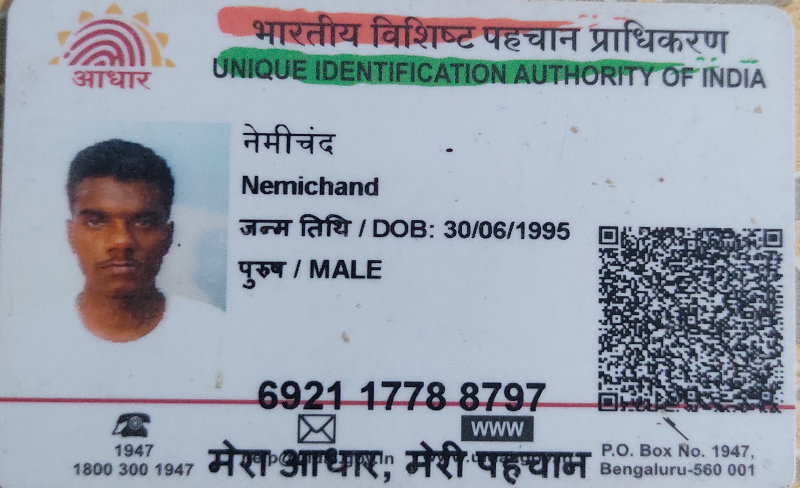 आधार
भारतीय विशिष्ट पहचान प्राधिकरण
UNIQUE IDENTIFICATION AUTHORITY OF INDIA
नेमीचंद
Nemichand
जन्म तिथि / DOB: 30/06/1995
पुरुष / MALE
6921 1778 8797
WWW
1947
1800 300 1947
मेरा आधार, मेरी पहचान
P.O. Box No. 1947,
Bengaluru-560 001